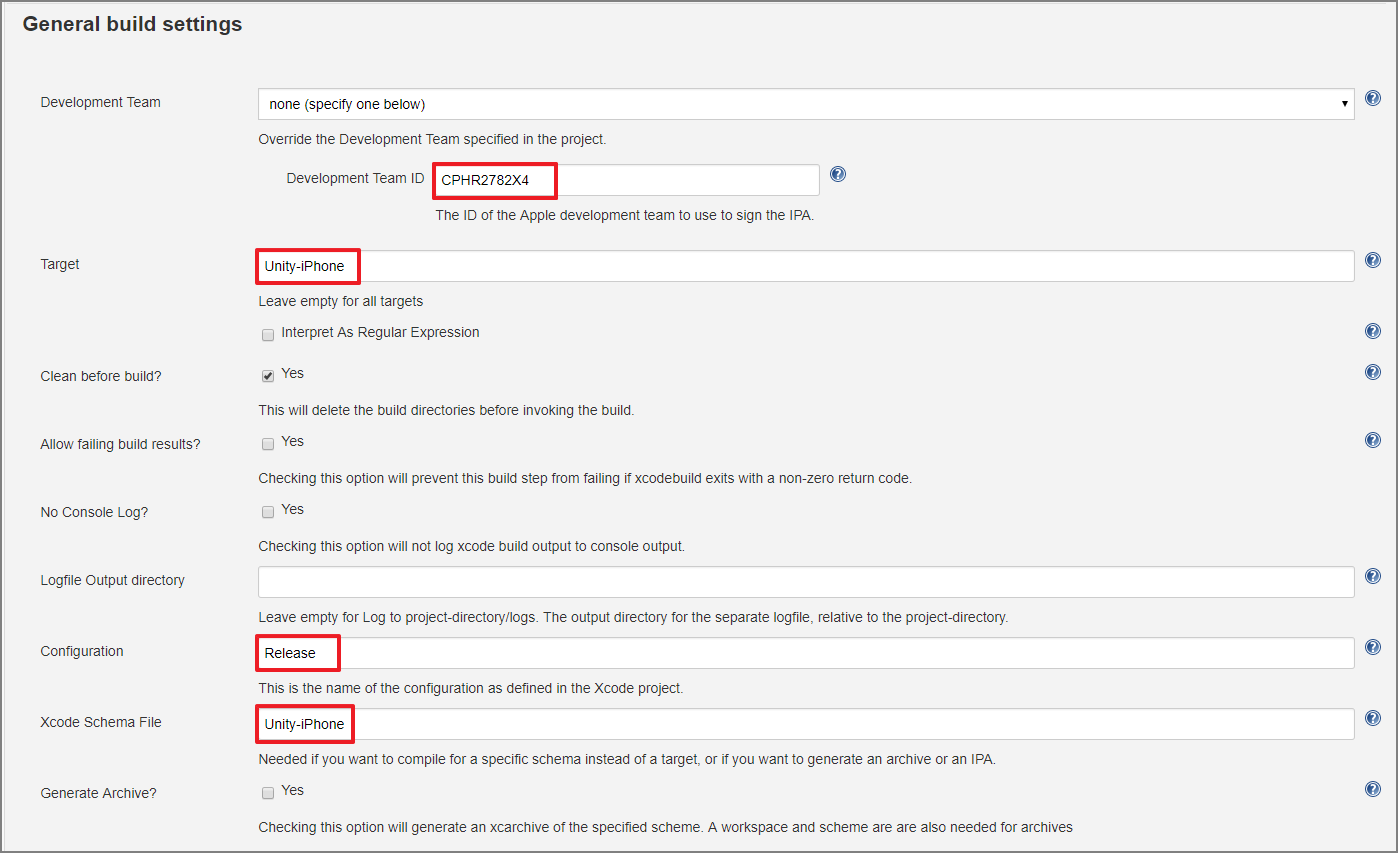 General build settings
Development Team
none (specify one below)
Override the Development Team specified in the project.
Development Team ID
CPHR2782X4
The ID of the Apple development team to use to sign the IPA.
Target
Unity-iPhone
Leave empty for all targets
Interpret As Regular Expression
Clean before build?
Yes
This will delete the build directories before invoking the build.
Allow failing build results?
Yes
Checking this option will prevent this build step from failing if xcodebuild exits with a non-zero return code.
No Console Log?
Yes
Checking this option will not log xcode build output to console output.
Logfile Output directory
Leave empty for Log to project-directory/logs. The output directory for the separate logfile, relative to the project-directory.
Configuration
Release
This is the name of the configuration as defined in the Xcode project.
Xcode Schema File
Unity-iPhone
Needed if you want to compile for a specific schema instead of a target, or if you want to generate an archive or an IPA.
Generate Archive?
Yes
Checking this option will generate an xcarchive of the specified scheme. A workspace and scheme are are also needed for archives